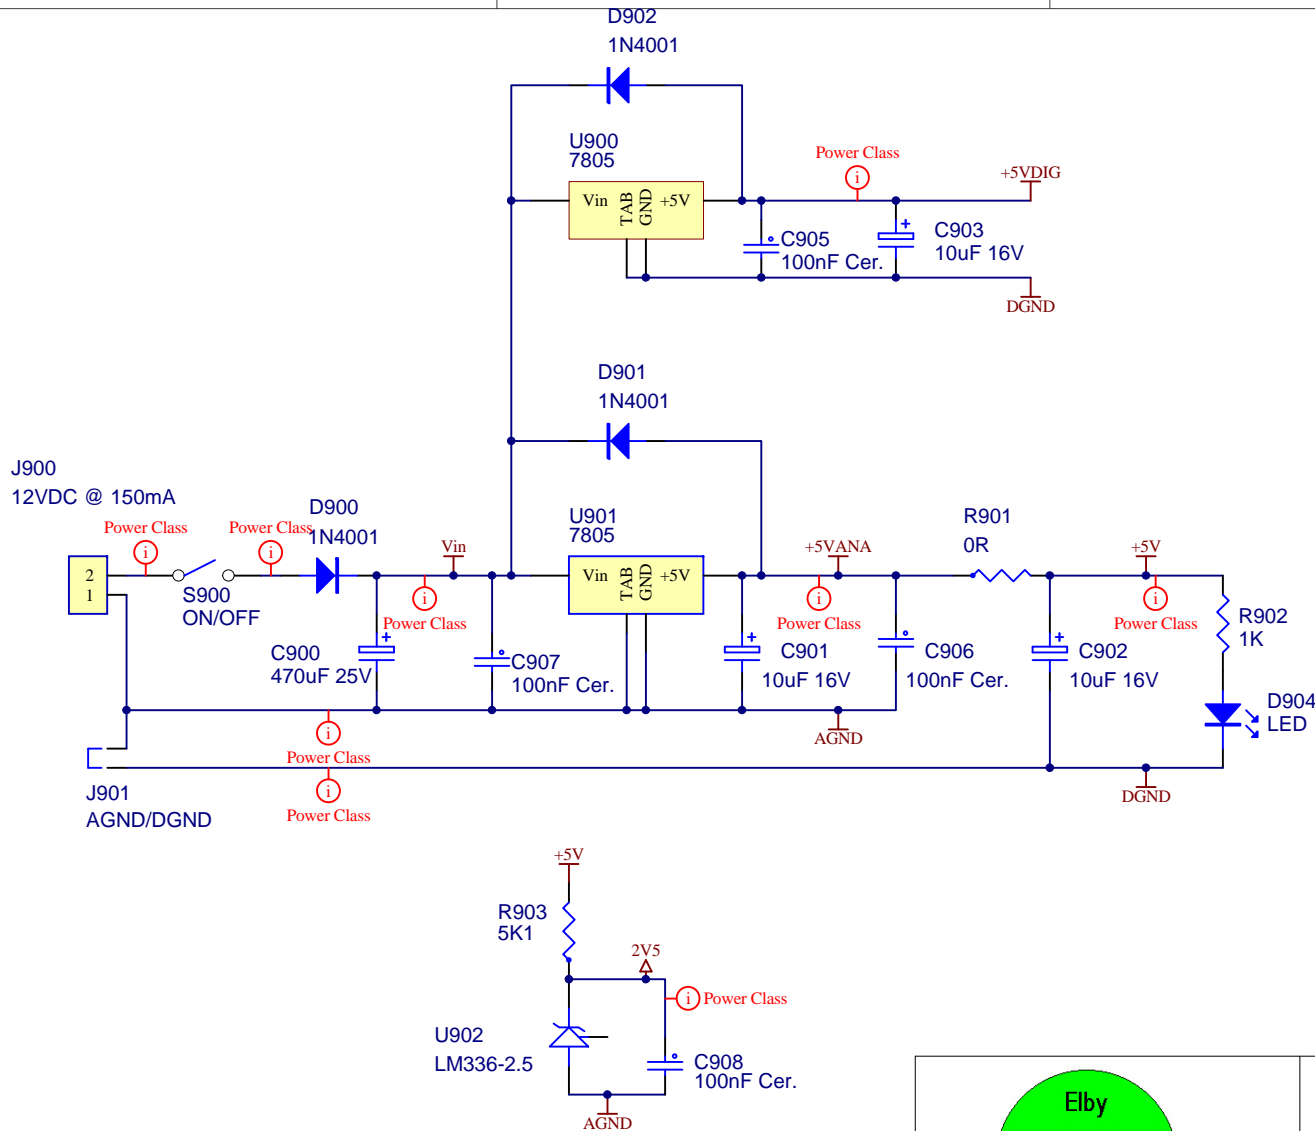 D902
1N4001
U900
7805
Vin
TAB
GND
+5V
Power Class
i
+5VDIG
C905
100nF Cer.
+
C903
10uF 16V
DGND
D901
1N4001
J900
12VDC @ 150mA
Power Class
i
Power Class
i
D900
1N4001
2
1
S900
ON/OFF
Vin
i
Power Class
U901
7805
Vin
TAB
GND
+5V
+5VANA
i
Power Class
R901
0R
+5V
i
Power Class
R902
1K
C900
470uF 25V
+
C907
100nF Cer.
+
C901
10uF 16V
C906
100nF Cer.
+
C902
10uF 16V
D904
LED
AGND
i
Power Class
DGND
i
Power Class
J901
AGND/DGND
+5V
R903
5K1
2V5
i
Power Class
U902
LM336-2.5
C908
100nF Cer.
AGND
Elby